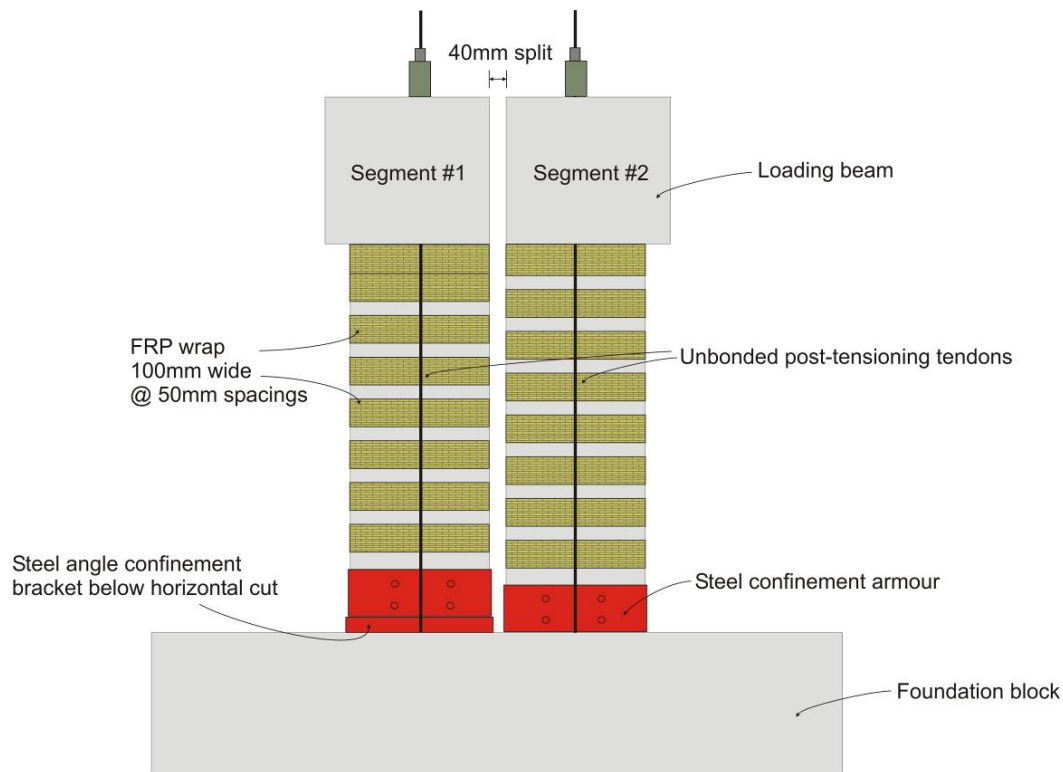 40mm split
Segment #1
Segment #2
Loading beam
FRP wrap
100mm wide
@ 50mm spacings
Unbonded post-tensioning tendons
Steel angle confinement
bracket below horizontal cut
Steel confinement armour
Foundation block